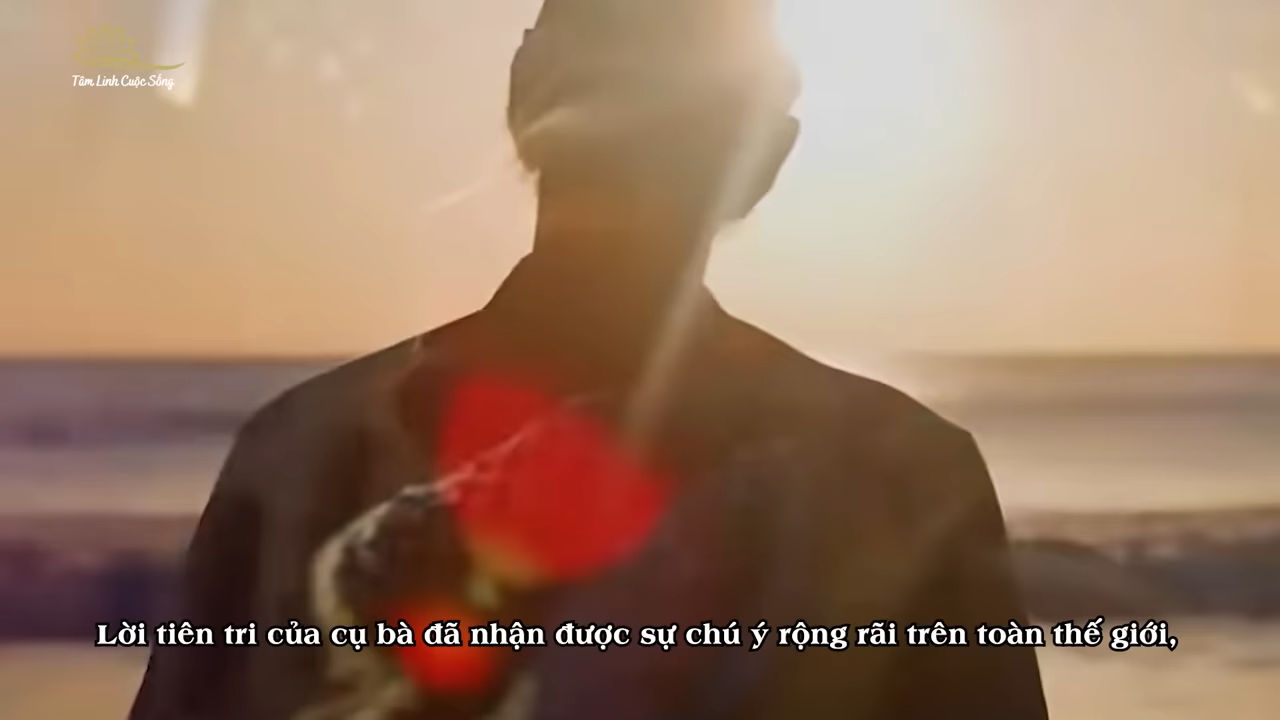 Tâm Linh Cuộc Sống
Lời tiên tri của cụ bà đã nhận được sự chú ý rộng rãi trên toàn thế giới,